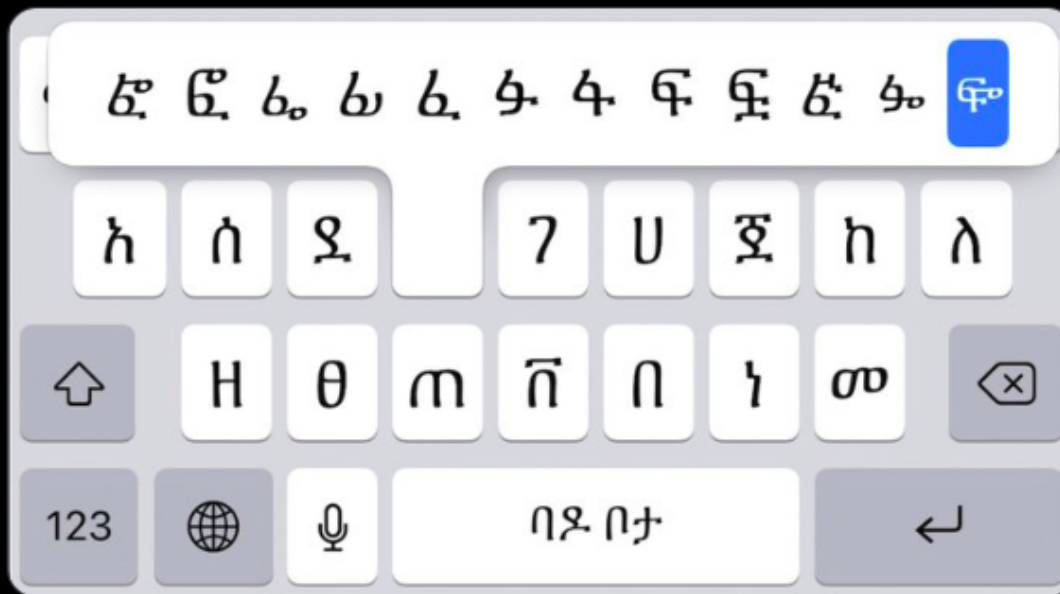 ᎈ ፎ ፌ ፊ ፈ ፉ ፋ ፍ ፏ ᎉ ᎊ ᎋ
አ ሰ ደ ገ ሀ ጀ ከ ለ
ዘ ፀ ጠ ቨ በ ነ መ
123 ባዶ ቦታ